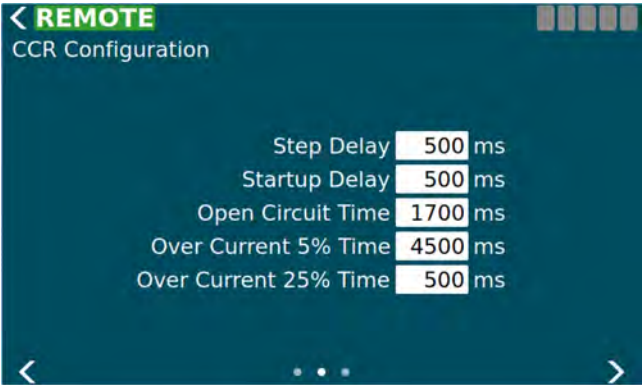 REMOTE
CCR Configuration
Step Delay 500 ms
Startup Delay 500 ms
Open Circuit Time 1700 ms
Over Current 5% Time 4500 ms
Over Current 25% Time 500 ms